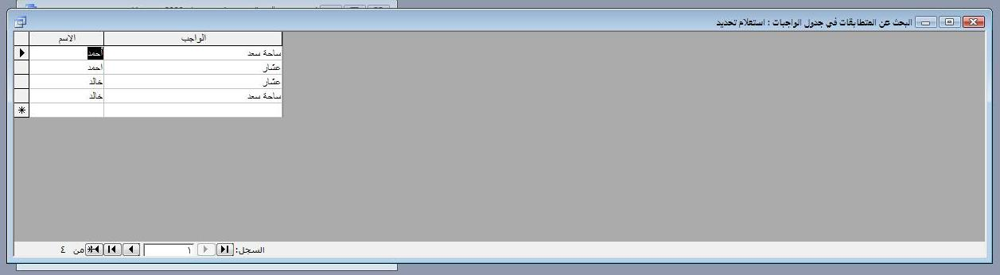 البحث عن المتطابقات في جدول الواجبات : استعلام تحديد
الاسم الواجب
أحمد ساحة سعد
احمد عشار
خالد عشار
خالد ساحة سعد
السجل: ١ من ٤